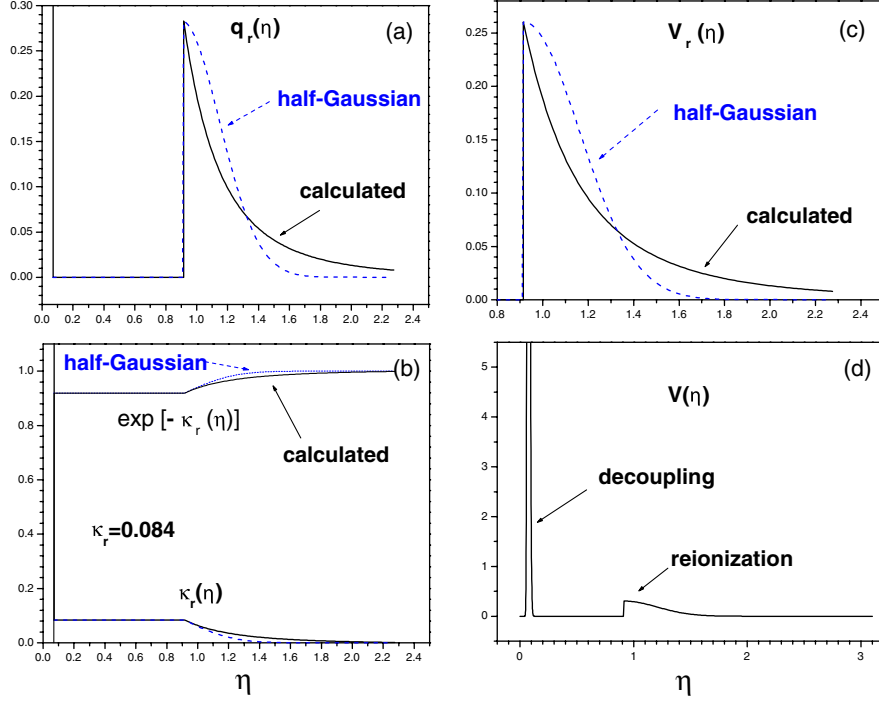 0.30
0.25
0.20
0.15
0.10
0.05
0.00
0.0 0.2 0.4 0.6 0.8 1.0 1.2 1.4 1.6 1.8 2.0 2.2 2.4
(a)
q_r(η)
half-Gaussian
calculated
0.25
0.20
0.15
0.10
0.05
0.00
0.8 1.0 1.2 1.4 1.6 1.8 2.0 2.2 2.4 2.6
(c)
V_r (η)
half-Gaussian
calculated
1.0
0.8
0.6
0.4
0.2
0.0
0.0 0.2 0.4 0.6 0.8 1.0 1.2 1.4 1.6 1.8 2.0 2.2 2.4
half-Gaussian
(b)
exp [- κ_r (η)]
calculated
κ_r=0.084
κ_r(η)
η
5
4
3
2
1
0
0 1 2 3
(d)
V(η)
decoupling
reionization
η